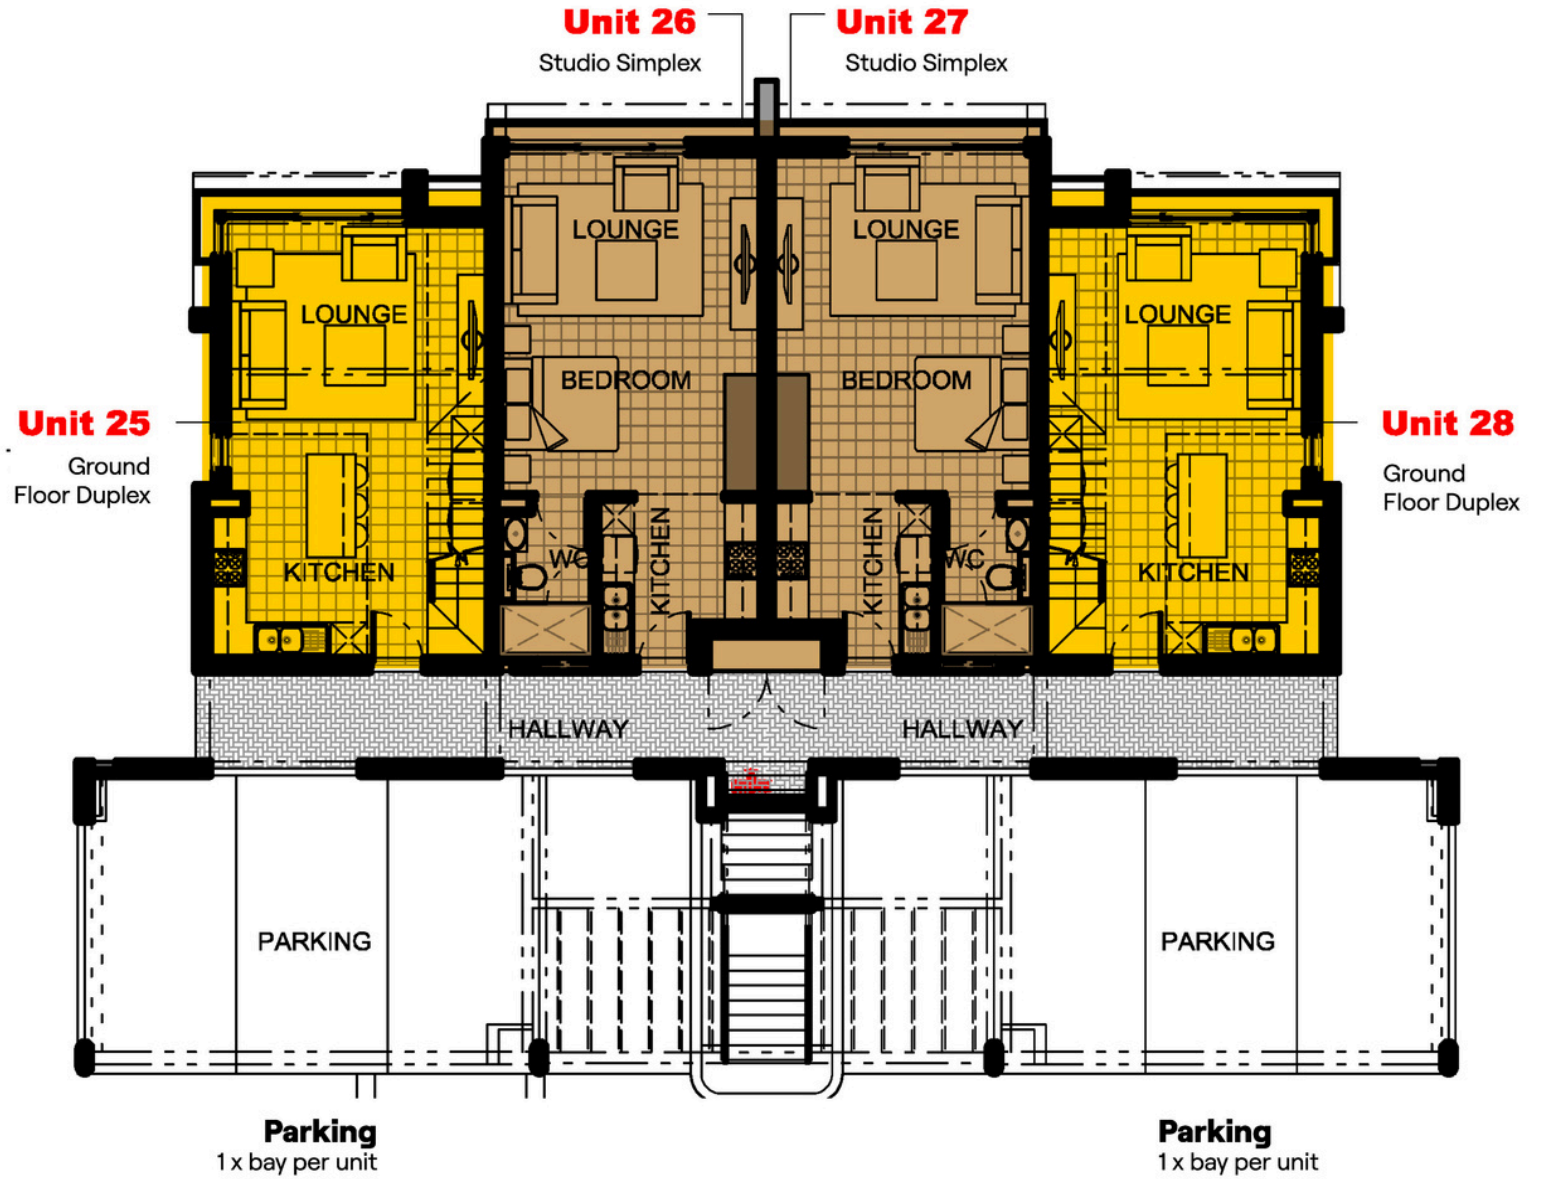 Unit 26
Unit 27
Studio Simplex
Studio Simplex
LOUNGE
LOUNGE
LOUNGE
LOUNGE
BEDROOM
BEDROOM
Unit 25
Ground
Floor Duplex
Unit 28
Ground
Floor Duplex
KITCHEN
WC
KITCHEN
KITCHEN
WC
KITCHEN
HALLWAY
HALLWAY
PARKING
PARKING
Parking
1 x bay per unit
Parking
1 x bay per unit